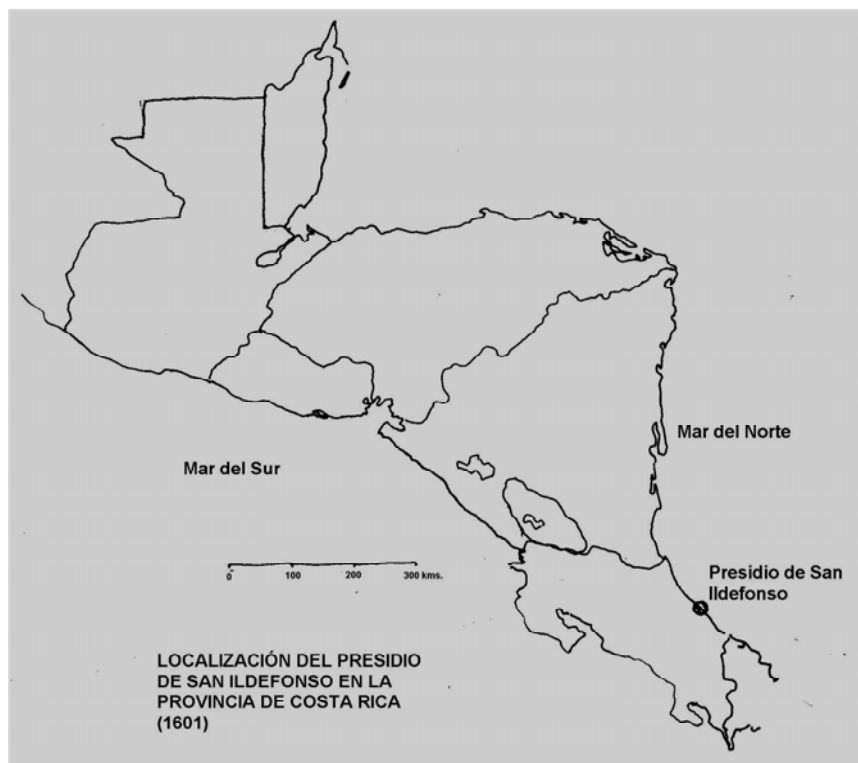 Mar del Norte
Mar del Sur
0 100 200 300 kms.
Presidio de San
Ildefonso
LOCALIZACIÓN DEL PRESIDIO
DE SAN ILDEFONSO EN LA
PROVINCIA DE COSTA RICA
(1601)